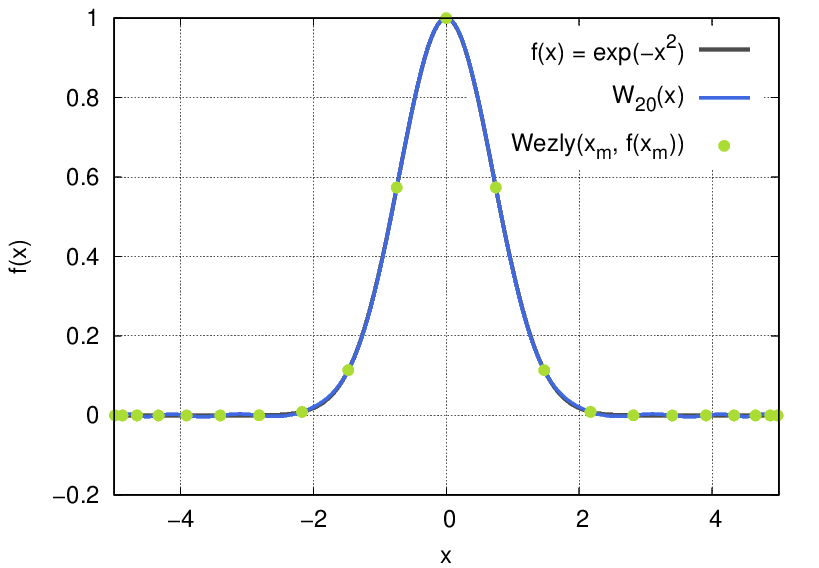 1
0.8
0.6
0.4
0.2
0
−0.2
f(x)
f(x) = exp(−x²)
W₂₀(x)
Wezly(xₘ, f(xₘ))
−4 −2 0 2 4
x